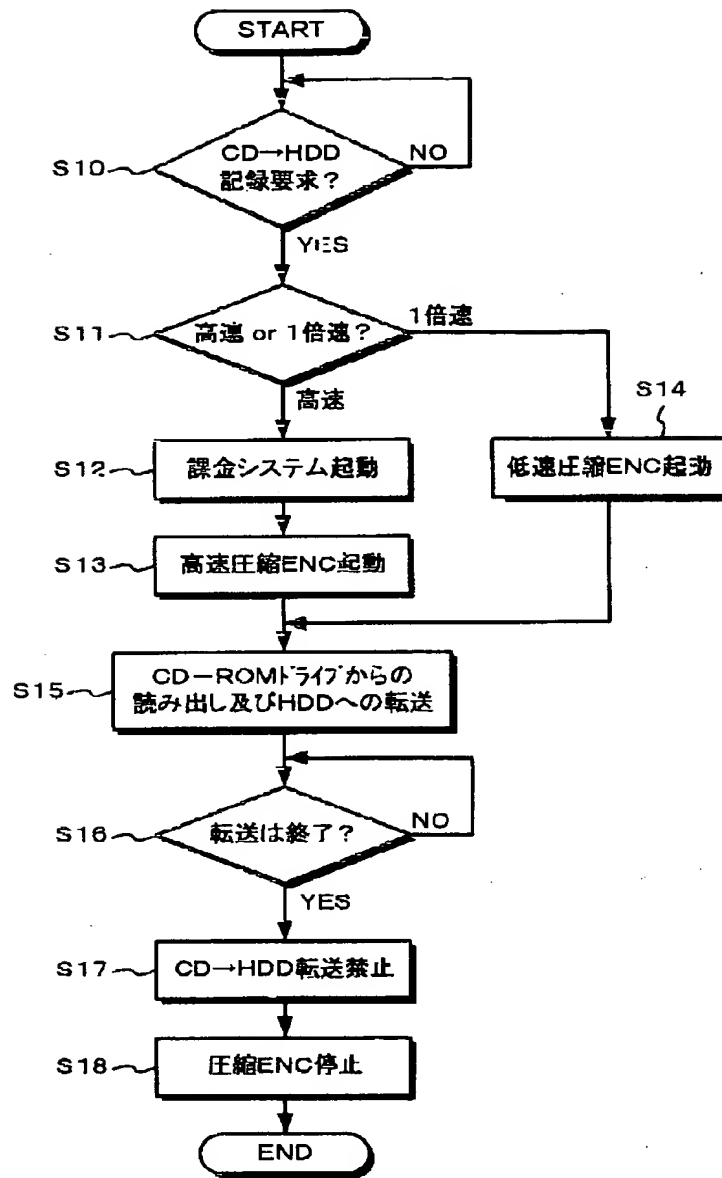 START
S10
CD→HDD
記録要求?
NO
YES
S11
高速 or 1倍速?
1倍速
高速
S14
S12
課金システム起動
低速圧縮ENC起動
S13
高速圧縮ENC起動
S15
CD-ROMドライブからの
読み出し及びHDDへの転送
S16
転送は終了?
NO
YES
S17
CD→HDD転送禁止
S18
圧縮ENC停止
END